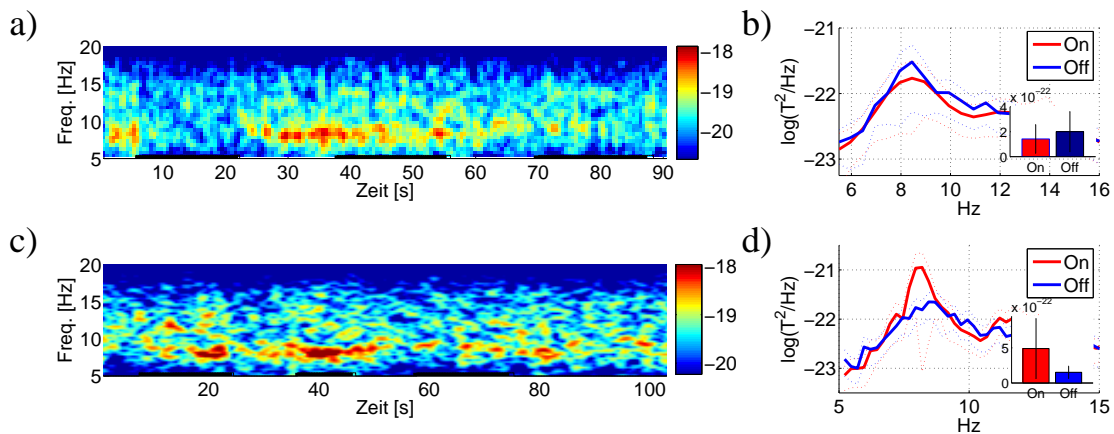 a)
20
15
10
5
Freq. [Hz]
10 20 30 40 50 60 70 80 90
Zeit [s]
−18
−19
−20
b)
−21
−22
−23
log(T²/Hz)
6 8 10 12 14 16
Hz
On
Off
x 10⁻²²
4
2
0
On Off
c)
20
15
10
5
Freq. [Hz]
20 40 60 80 100
Zeit [s]
−18
−19
−20
d)
−21
−22
−23
log(T²/Hz)
5 10 15
Hz
On
Off
x 10⁻²²
5
0
On Off